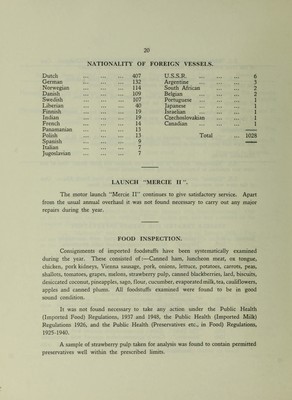 20
NATIONALITY OF FOREIGN VESSELS.
Dutch ... ... ... 407
German ... ... ... 132
Norwegian ... ... ... 114
Danish ... ... ... 109
Swedish ... ... ... 107
Liberian ... ... ... 40
Finnish ... ... ... 19
Indian ... ... ... 19
French ... ... ... 14
Panamanian ... ... ... 13
Polish ... ... ... 13
Spanish ... ... ... 9
Italian ... ... ... 7
Jugoslavian ... ... ... 7
U.S.S.R. ... ... ... 6
Argentine ... ... ... 3
South African ... ... 2
Belgian ... ... ... 2
Portuguese ... ... ... 1
Japanese ... ... ... 1
Israelian ... ... ... 1
Czechoslovakian ... ... 1
Canadian ... ... ... 1
Total ... 1028
LAUNCH "MERCIE II".
The motor launch "Mercie II" continues to give satisfactory service. Apart
from the usual annual overhaul it was not found necessary to carry out any major
repairs during the year.
FOOD INSPECTION.
Consignments of imported foodstuffs have been systematically examined
during the year. These consisted of:—Canned ham, luncheon meat, ox tongue,
chicken, pork kidneys, Vienna sausage, pork, onions, lettuce, potatoes, carrots, peas,
shallots, tomatoes, grapes, melons, strawberry pulp, canned blackberries, lard, biscuits,
desiccated coconut, pineapples, sago, flour, cucumber, evaporated milk, tea, cauliflowers,
apples and canned plums. All foodstuffs examined were found to be in good
sound condition.
It was not found necessary to take any action under the Public Health
(Imported Food) Regulations, 1937 and 1948, the Public Health (Imported Milk)
Regulations 1926, and the Public Health (Preservatives etc., in Food) Regulations,
1925-1940.
A sample of strawberry pulp taken for analysis was found to contain permitted
preservatives well within the prescribed limits.